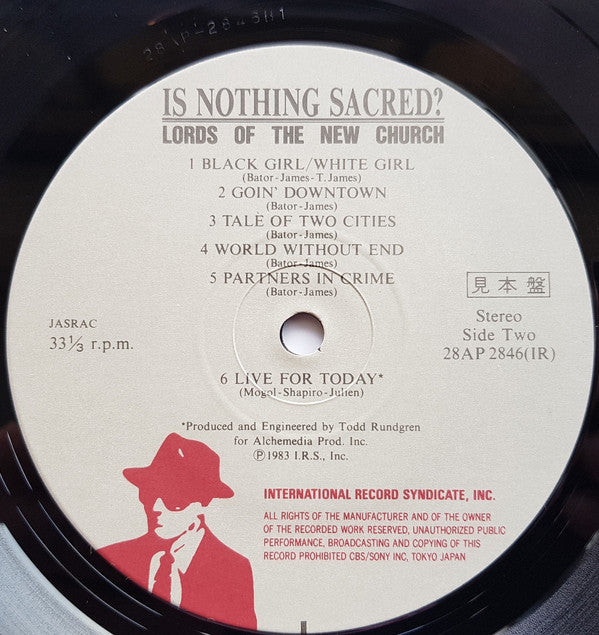 28AP-2846B1
IS NOTHING SACRED?
LORDS OF THE NEW CHURCH
1 BLACK GIRL/WHITE GIRL
(Bator-James-T.James)
2 GOIN' DOWNTOWN
(Bator-James)
3 TALE OF TWO CITIES
(Bator-James)
4 WORLD WITHOUT END
(Bator-James)
5 PARTNERS IN CRIME
(Bator-James)
見本盤
JASRAC
33⅓ r.p.m.
Stereo
Side Two
28AP 2846(IR)
6 LIVE FOR TODAY*
(Mogol-Shapiro-Julien)
*Produced and Engineered by Todd Rundgren
for Alchemedia Prod. Inc.
Ⓟ1983 I.R.S., Inc.
INTERNATIONAL RECORD SYNDICATE, INC.
ALL RIGHTS OF THE MANUFACTURER AND OF THE OWNER
OF THE RECORDED WORK RESERVED, UNAUTHORIZED PUBLIC
PERFORMANCE, BROADCASTING AND COPYING OF THIS
RECORD PROHIBITED CBS/SONY INC, TOKYO JAPAN